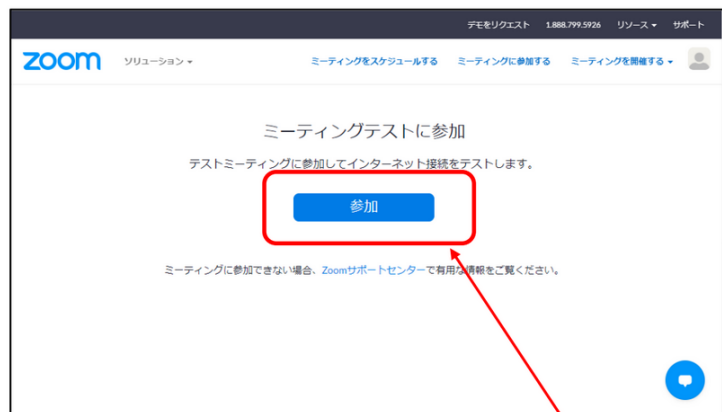 デモをリクエスト 1.888.799.5926 リソース サポート
zoom ソリューション ミーティングをスケジュールする ミーティングに参加する ミーティングを開催する
ミーティングテストに参加
テストミーティングに参加してインターネット接続をテストします。
参加
ミーティングに参加できない場合、Zoomサポートセンターで有用な情報をご覧ください。